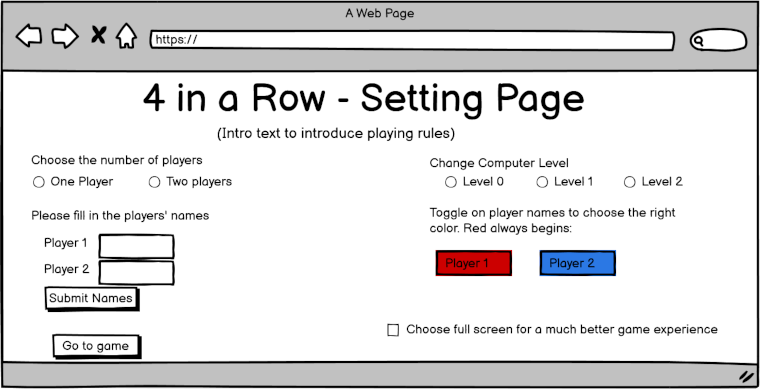 A Web Page
https://
4 in a Row - Setting Page
(Intro text to introduce playing rules)
Choose the number of players
One Player
Two players
Please fill in the players' names
Player 1
Player 2
Submit Names
Go to game
Change Computer Level
Level 0
Level 1
Level 2
Toggle on player names to choose the right
color. Red always begins:
Player 1
Player 2
Choose full screen for a much better game experience